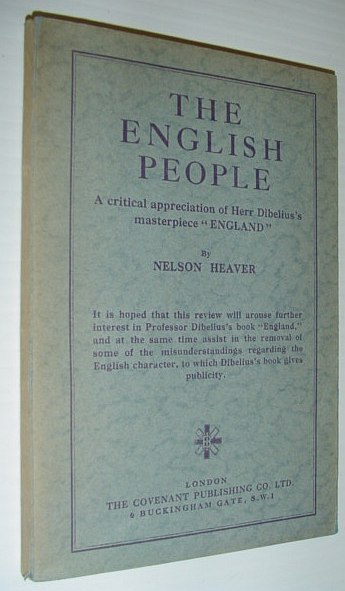 THE
ENGLISH
PEOPLE
A critical appreciation of Herr Dibelius's
masterpiece "ENGLAND"
By
NELSON HEAVER
It is hoped that this review will arouse further
interest in Professor Dibelius's book "England,"
and at the same time assist in the removal of
some of the misunderstandings regarding the
English character, to which Dibelius's book gives
publicity.
LONDON
THE COVENANT PUBLISHING CO. LTD.
6 BUCKINGHAM GATE, S.W.1